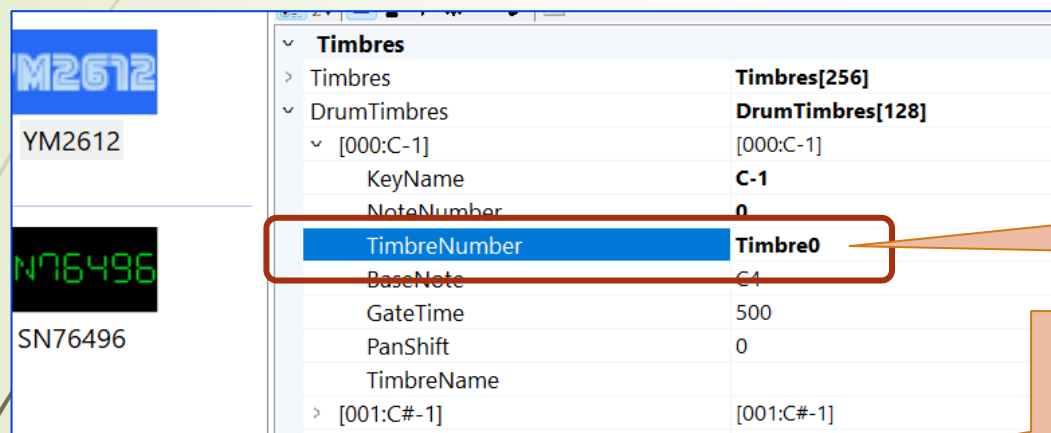 YM2612
YM2612
SN76496
SN76496
Timbres
Timbres Timbres[256]
DrumTimbres DrumTimbres[128]
[000:C-1] [000:C-1]
KeyName C-1
NoteNumber 0
TimbreNumber Timbre0
BaseNote C4
GateTime 500
PanShift 0
TimbreName
[001:C#-1] [001:C#-1]